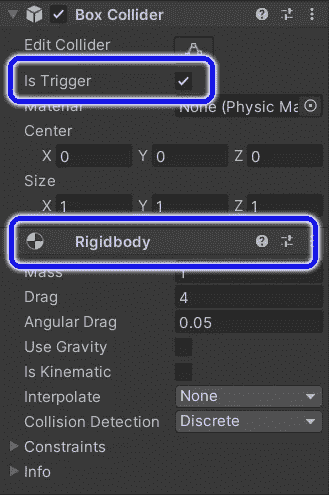 Box Collider
Edit Collider
Is Trigger
Material None (Physic Ma
Center
X 0 Y 0 Z 0
Size
X 1 Y 1 Z 1
Rigidbody
Mass 1
Drag 4
Angular Drag 0.05
Use Gravity
Is Kinematic
Interpolate None
Collision Detection Discrete
Constraints
Info